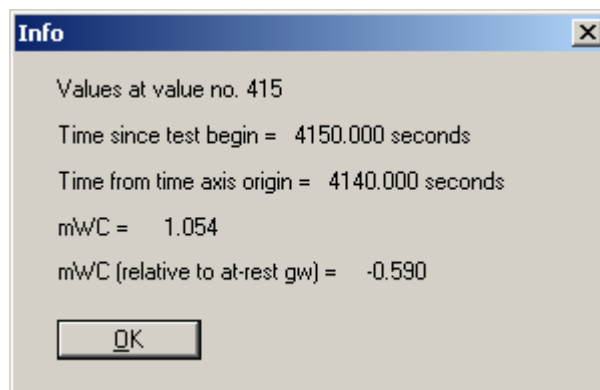 Info
Values at value no. 415
Time since test begin = 4150.000 seconds
Time from time axis origin = 4140.000 seconds
mWC = 1.054
mWC (relative to at-rest gw) = -0.590
OK